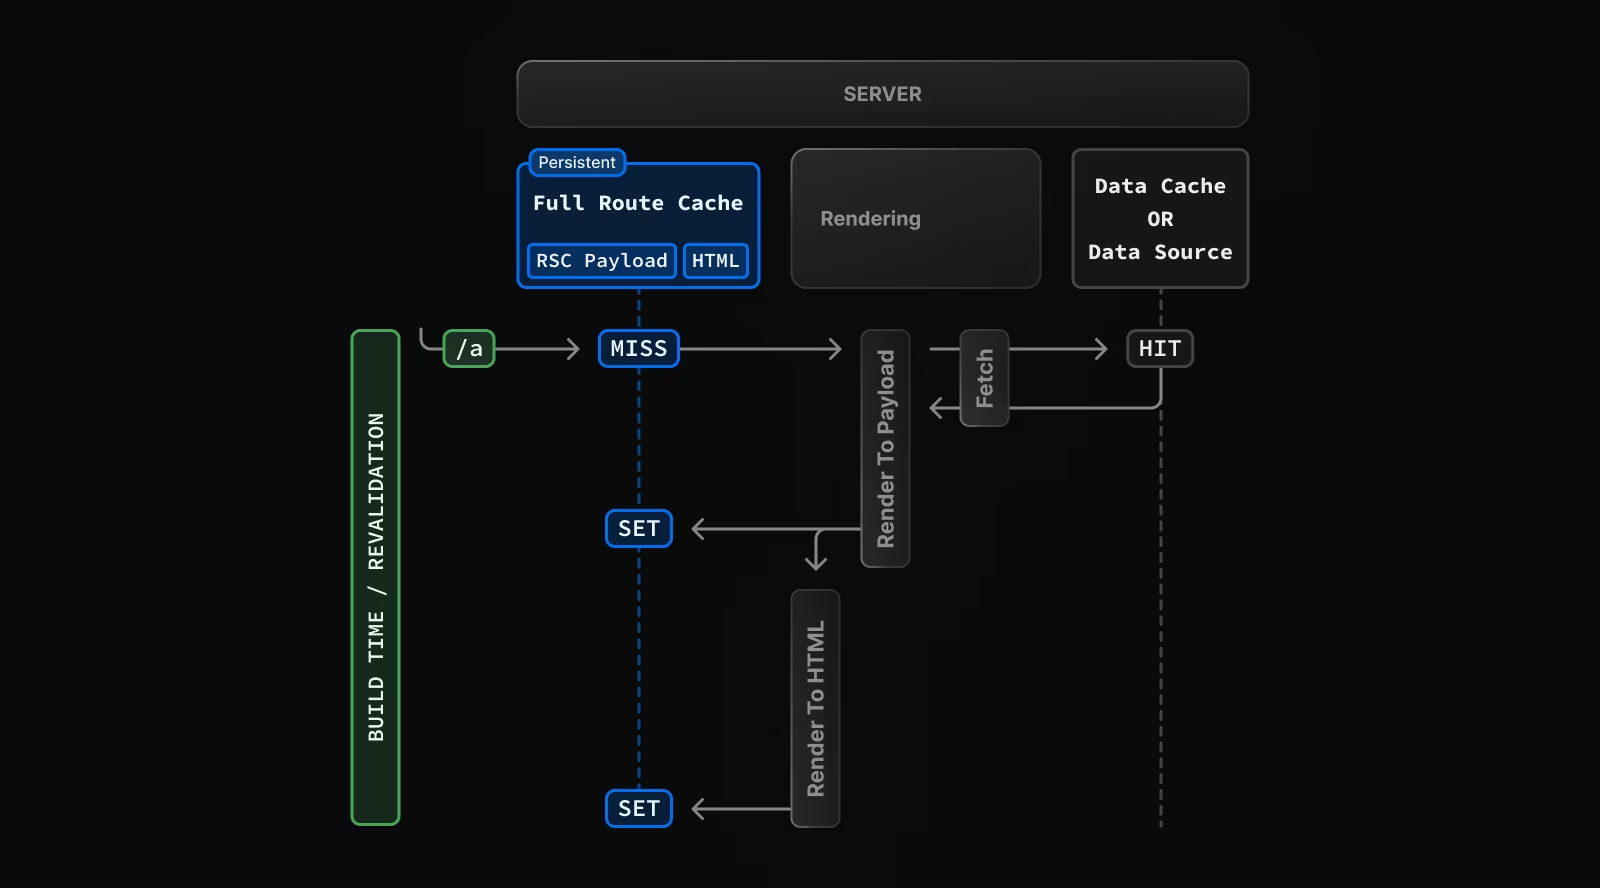 SERVER
Persistent
Full Route Cache
RSC Payload
HTML
Rendering
Data Cache
OR
Data Source
/a
MISS
HIT
Fetch
Render To Payload
BUILD TIME / REVALIDATION
SET
Render To HTML
SET